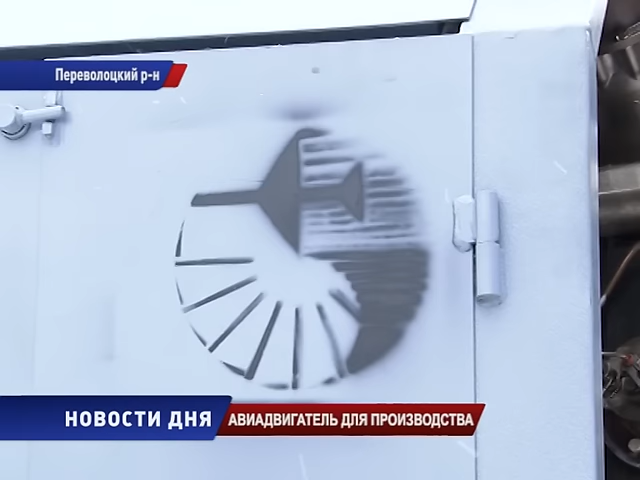 Переволоцкий р-н
НОВОСТИ ДНЯ
АВИАДВИГАТЕЛЬ ДЛЯ ПРОИЗВОДСТВА